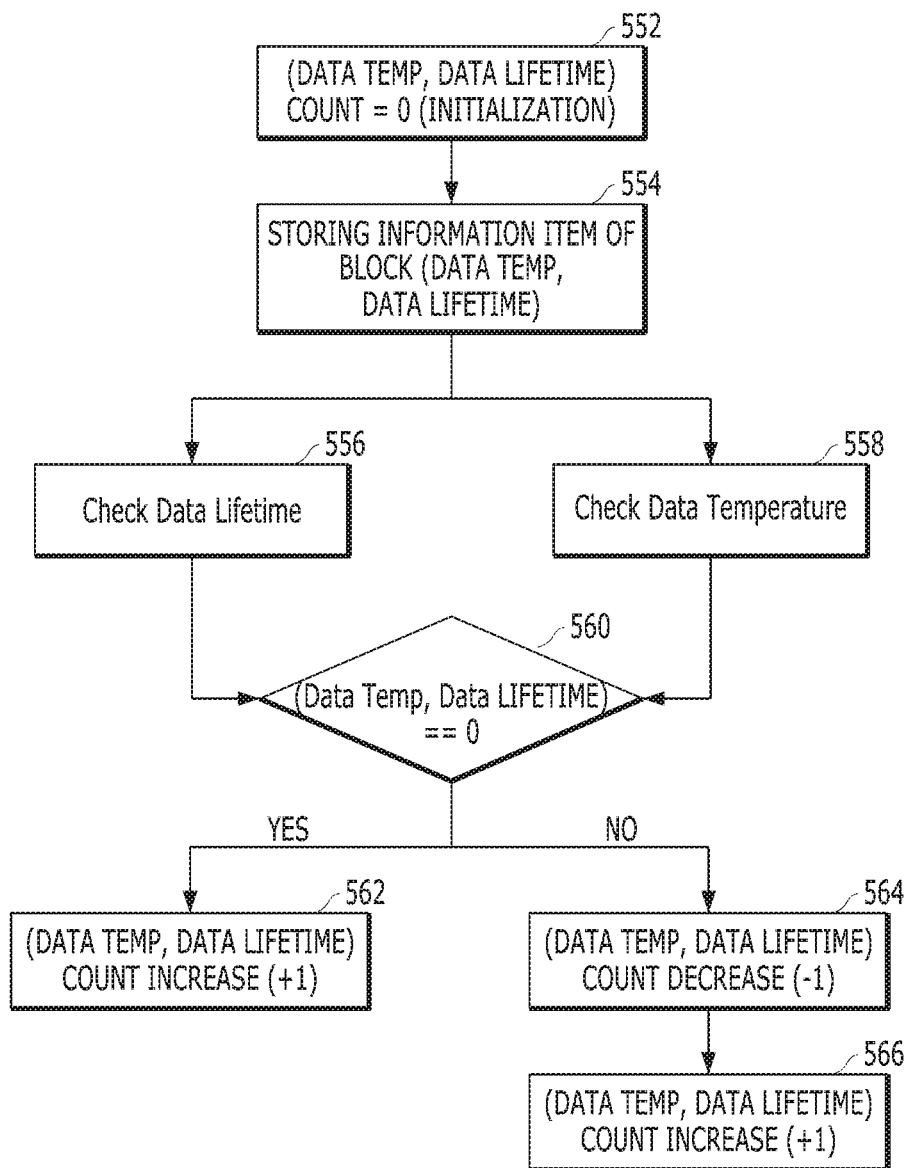 552
(DATA TEMP, DATA LIFETIME)
COUNT = 0 (INITIALIZATION)
554
STORING INFORMATION ITEM OF
BLOCK (DATA TEMP,
DATA LIFETIME)
556
Check Data Lifetime
558
Check Data Temperature
560
(Data Temp, Data LIFETIME)
== 0
YES
NO
562
(DATA TEMP, DATA LIFETIME)
COUNT INCREASE (+1)
564
(DATA TEMP, DATA LIFETIME)
COUNT DECREASE (-1)
566
(DATA TEMP, DATA LIFETIME)
COUNT INCREASE (+1)